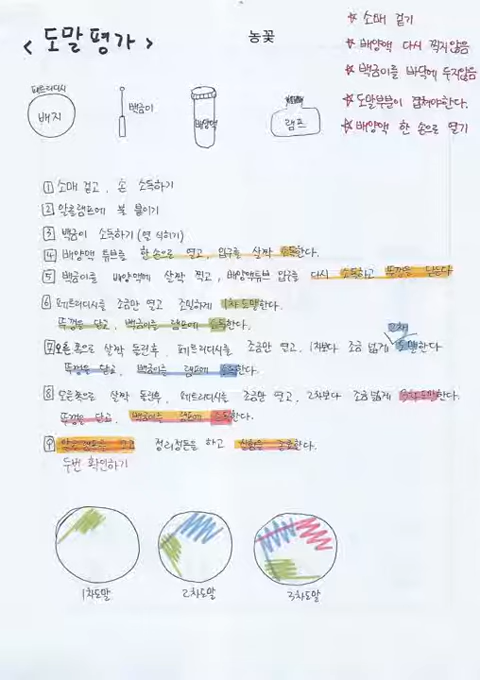 < 도말평가 >
농꽃
☆ 소매 걷기
☆ 배양액 다시 찍지않음
☆ 백금이를 바닥에 두지않음
☆ 도말부분이 겹쳐야한다.
☆ 배양액 한 손으로 열기
페트리디시
배지
백금이
배양액
램프
1 소매 걷고, 손 소독하기
2 알콜램프에 불 붙이기
3 백금이 소독하기(열 식히기)
4 배양액 튜브를 한손으로 열고, 입구를 살짝 소독한다.
5 백금이를 배양액에 살짝 찍고, 배양액튜브 입구를 다시 소독하고 뚜껑을 닫는다
6 페트리디시를 조금만 열고 조밀하게 1차도말한다.
뚜껑을 닫고, 백금이를 램프에 소독한다.
2차
7 오른쪽으로 살짝 돌린후, 페트리디시를 조금만 열고, 1차보다 조금 넓게 도말한다
뚜껑을 닫고, 백금이를 램프에 소독한다.
8 오른쪽으로 살짝 돌린후, 페트리디시를 조금만 열고, 2차보다 조금 넓게 3차도말한다.
뚜껑을 닫고, 백금이를 램프에 소독한다.
9 알콜램프를 끄고 정리정돈을 하고 실험을 종료한다.
두번 확인하기
1차도말
2차도말
3차도말